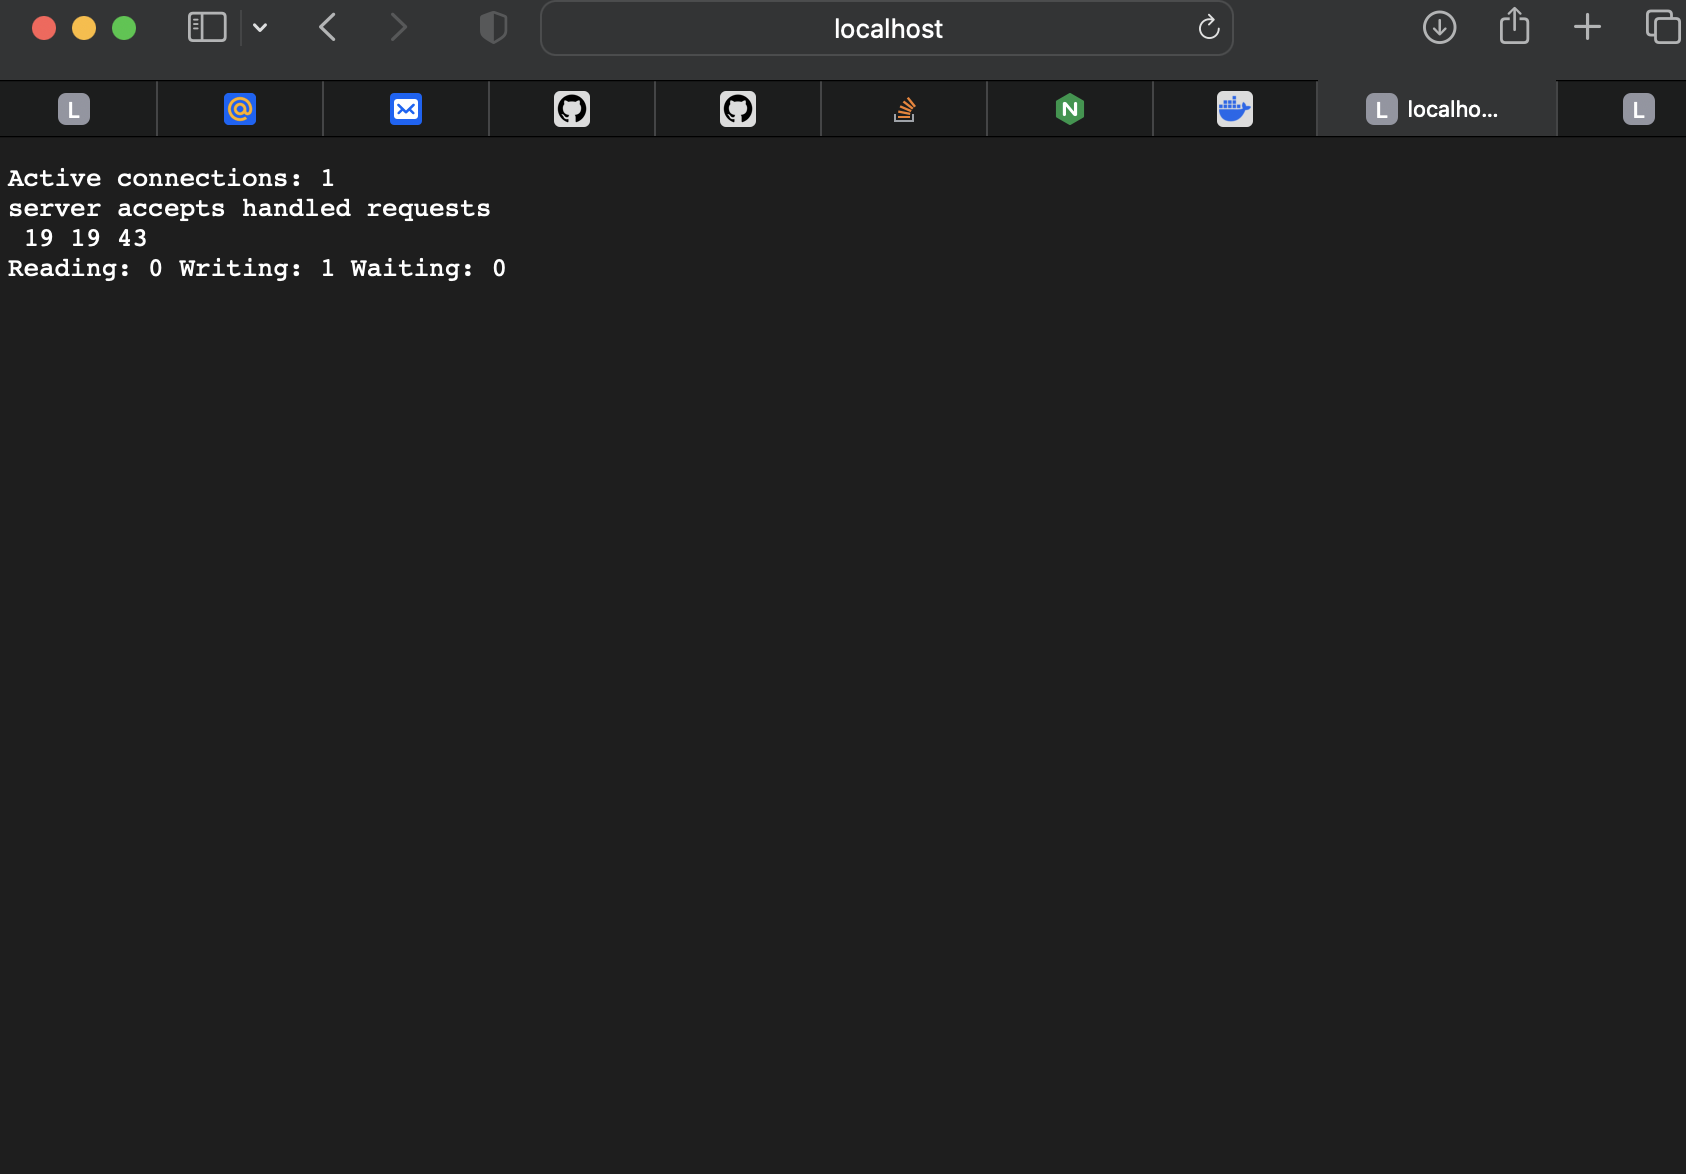 localhost
L
L localho...
L
Active connections: 1
server accepts handled requests
19 19 43
Reading: 0 Writing: 1 Waiting: 0